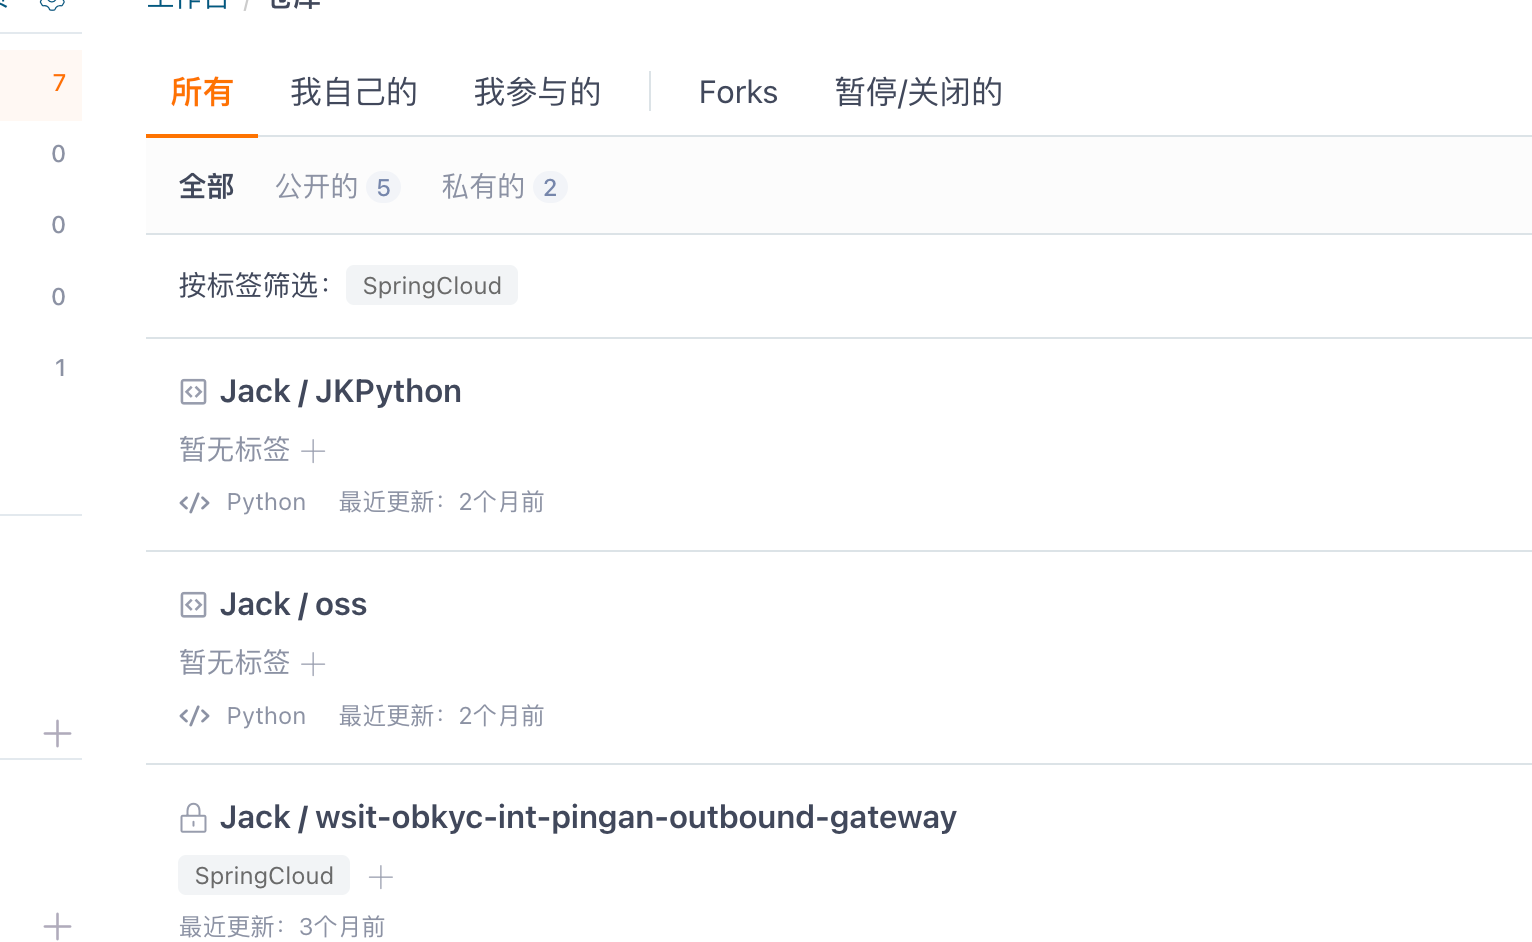 工作台 / 仓库
7
0
0
0
1
所有 我自己的 我参与的 Forks 暂停/关闭的
全部 公开的 5 私有的 2
按标签筛选： SpringCloud
Jack / JKPython
暂无标签
</> Python 最近更新：2个月前
Jack / oss
暂无标签
</> Python 最近更新：2个月前
Jack / wsit-obkyc-int-pingan-outbound-gateway
SpringCloud
最近更新：3个月前